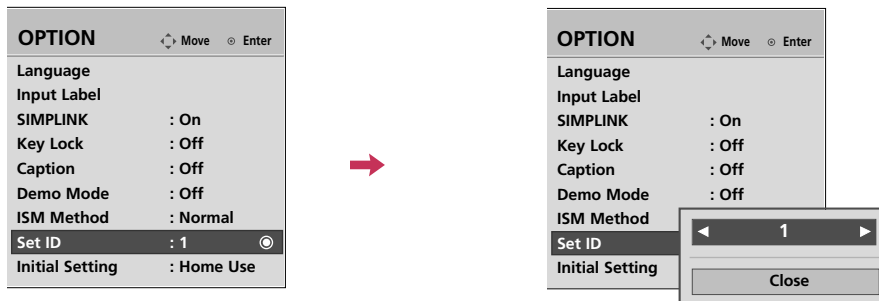 OPTION Move Enter
Language
Input Label
SIMPLINK : On
Key Lock : Off
Caption : Off
Demo Mode : Off
ISM Method : Normal
Set ID : 1
Initial Setting : Home Use
OPTION Move Enter
Language
Input Label
SIMPLINK : On
Key Lock : Off
Caption : Off
Demo Mode : Off
ISM Method
Set ID
Initial Setting
◄ 1 ►
Close